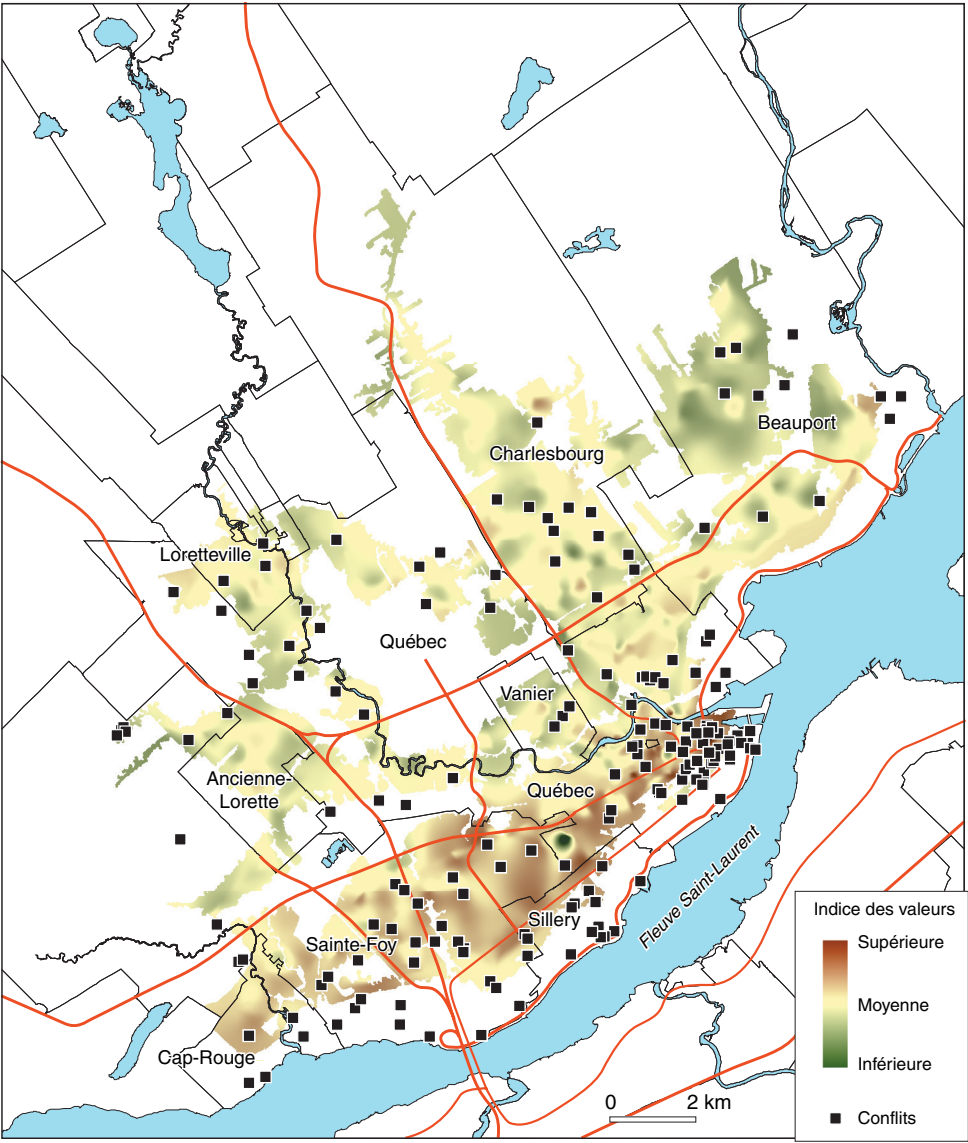 Beauport
Charlesbourg
Loretteville
Québec
Vanier
Ancienne-
Lorette
Québec
Sillery
Sainte-Foy
Cap-Rouge
Fleuve Saint-Laurent
Indice des valeurs
Supérieure
Moyenne
Inférieure
Conflits
0 2 km